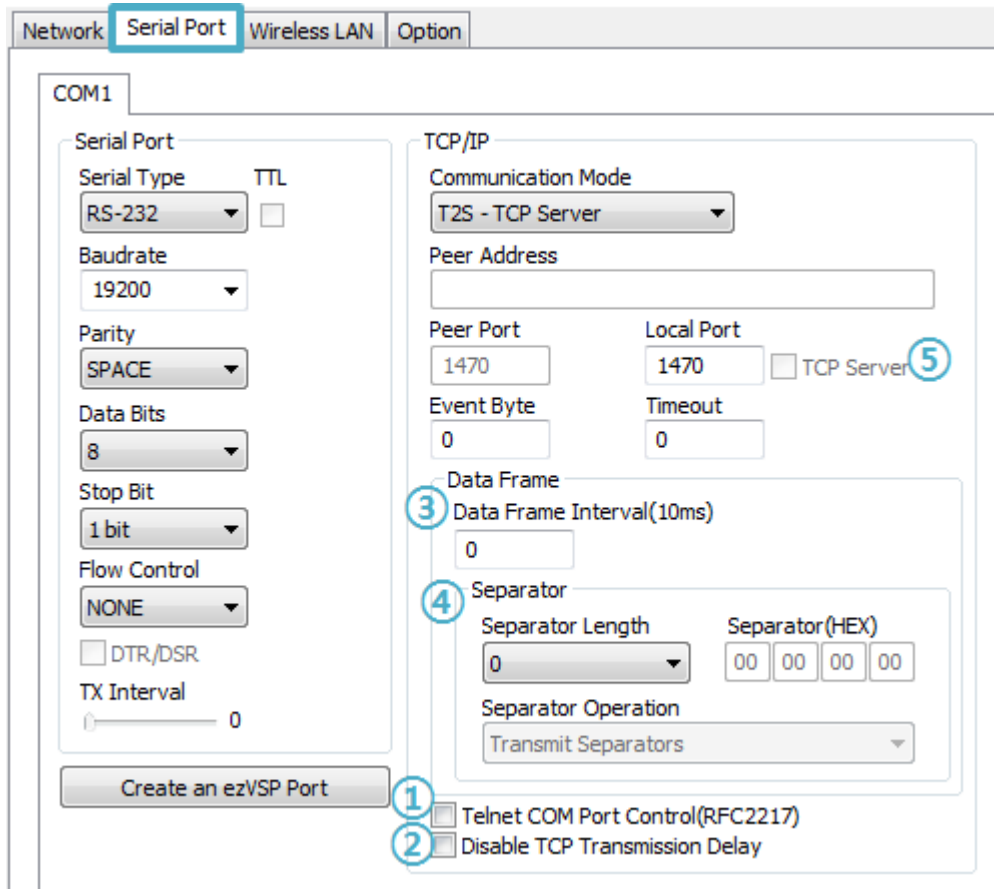 Network Serial Port Wireless LAN Option
COM1
Serial Port
Serial Type TTL
RS-232
Baudrate
19200
Parity
SPACE
Data Bits
8
Stop Bit
1 bit
Flow Control
NONE
DTR/DSR
TX Interval
0
Create an ezVSP Port
TCP/IP
Communication Mode
T2S - TCP Server
Peer Address
Peer Port Local Port
1470 1470 TCP Server ⑤
Event Byte Timeout
0 0
Data Frame
③ Data Frame Interval(10ms)
0
④ Separator
Separator Length Separator(HEX)
0 00 00 00 00
Separator Operation
Transmit Separators
① Telnet COM Port Control(RFC2217)
② Disable TCP Transmission Delay